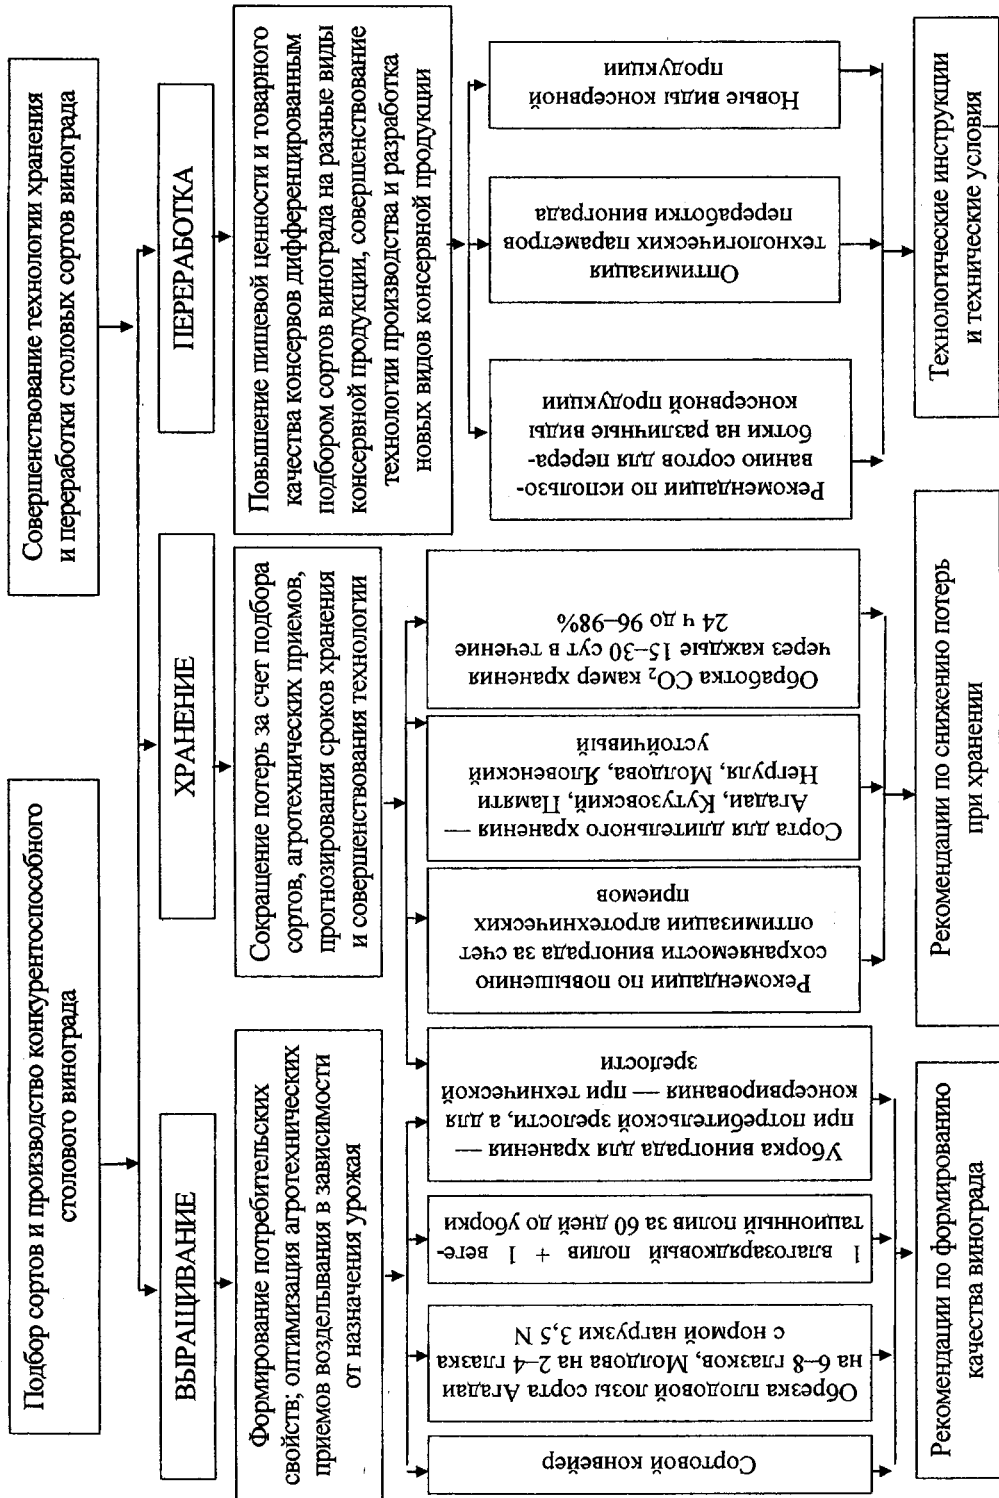 Подбор сортов и производство конкурентоспособного
столового винограда
Совершенствование технологии хранения
и переработки столовых сортов винограда
ВЫРАЩИВАНИЕ
ХРАНЕНИЕ
ПЕРЕРАБОТКА
Формирование потребительских
свойств; оптимизация агротехнических
приемов возделывания в зависимости
от назначения урожая
Сокращение потерь за счет подбора
сортов, агротехнических приемов,
прогнозирования сроков хранения
и совершенствования технологии
Повышение пищевой ценности и товарного
качества консервов дифференцированным
подбором сортов винограда на разные виды
консервной продукции, совершенствование
технологии производства и разработка
новых видов консервной продукции
Сортовой конвейер
Обрезка плодовой лозы сорта Агадаи
на 6–8 глазков, Молдова на 2–4 глазка
с нормой нагрузки 3,5 N
1 влагозарядковый полив + 1 веге-
тационный полив за 60 дней до уборки
Уборка винограда для хранения —
при потребительской зрелости, а для
консервирования — при технической
зрелости
Рекомендации по повышению
сохраняемости винограда за счет
оптимизации агротехнических
приемов
Сорта для длительного хранения —
Агадаи, Кутузовский, Памяти
Негруля, Молдова, Яловенский
устойчивый
Обработка CO₂ камер хранения
через каждые 15–30 сут в течение
24 ч до 96–98%
Рекомендации по использо-
ванию сортов для перера-
ботки на различные виды
консервной продукции
Оптимизация
технологических параметров
переработки винограда
Новые виды консервной
продукции
Рекомендации по формированию
качества винограда
Рекомендации по снижению потерь
при хранении
Технологические инструкции
и технические условия